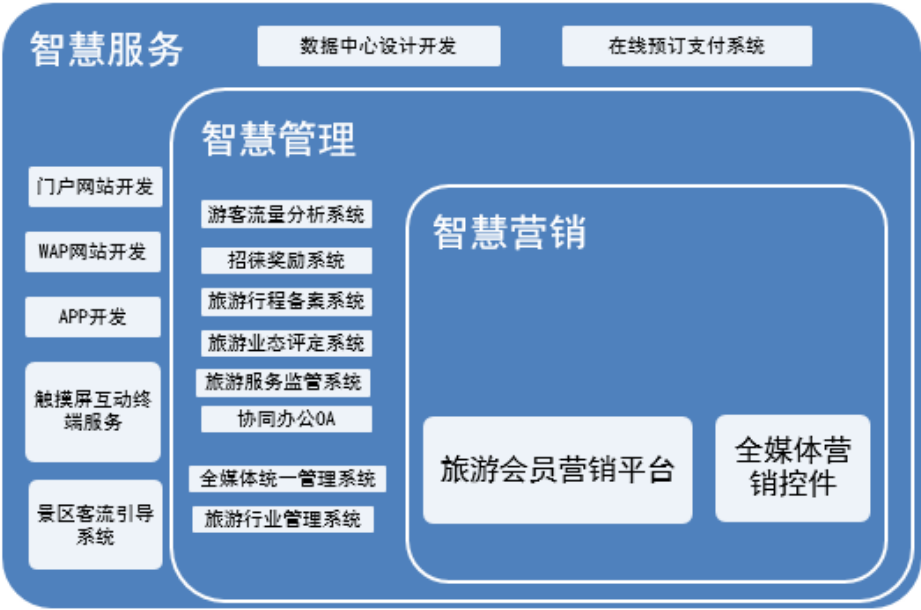 智慧服务
数据中心设计开发
在线预订支付系统
智慧管理
门户网站开发
WAP网站开发
APP开发
触摸屏互动终
端服务
景区客流引导
系统
游客流量分析系统
招徕奖励系统
旅游行程备案系统
旅游业态评定系统
旅游服务监管系统
协同办公OA
全媒体统一管理系统
旅游行业管理系统
智慧营销
旅游会员营销平台
全媒体营
销控件